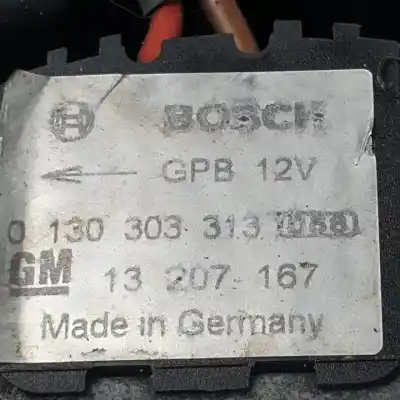 BOSCH
GPB 12V
0 130 303 313
GM 13 207 167
Made in Germany